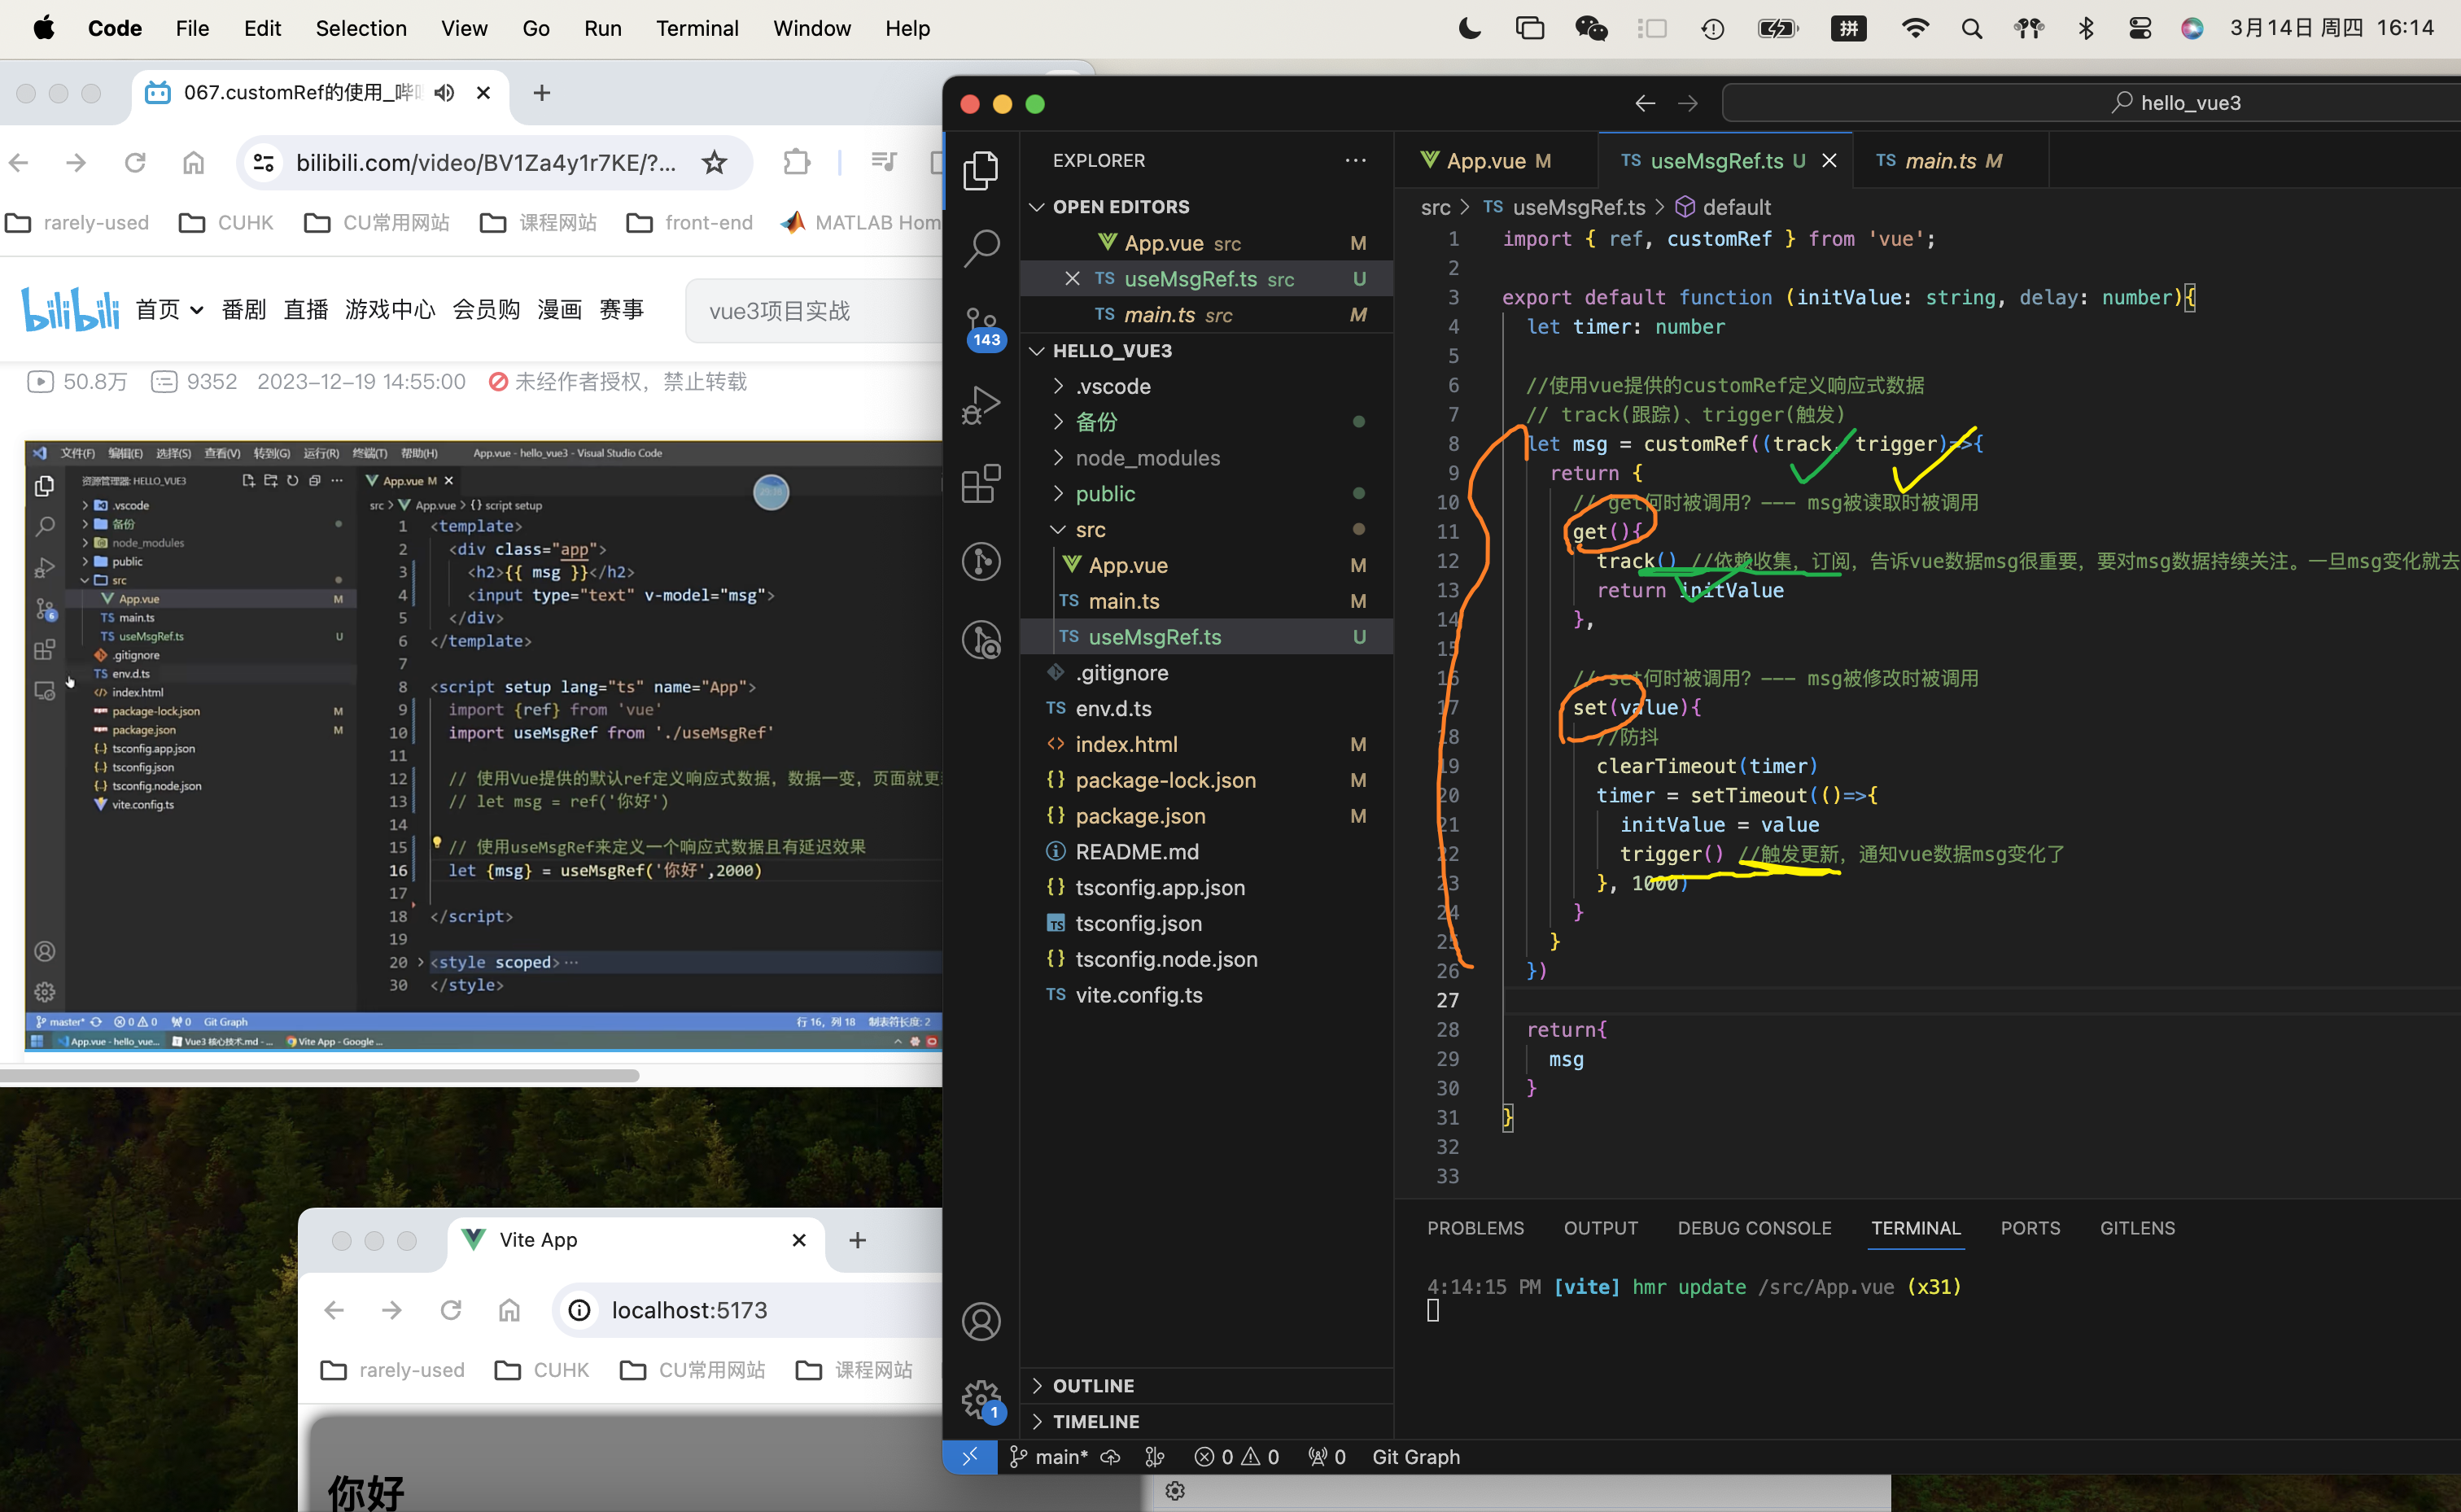 Code File Edit Selection View Go Run Terminal Window Help
拼 3月14日 周四 16:14
067.customRef的使用_哔
bilibili.com/video/BV1Za4y1r7KE/?...
rarely-used CUHK CU常用网站 课程网站 front-end MATLAB Hom
bilibili 首页 番剧 直播 游戏中心 会员购 漫画 赛事 vue3项目实战
50.8万 9352 2023-12-19 14:55:00 未经作者授权，禁止转载
文件(F) 编辑(E) 选择(S) 查看(V) 转到(G) 运行(R) 终端(T) 帮助(H) App.vue - hello_vue3 - Visual Studio Code
资源管理器: HELLO_VUE3
.vscode
备份
node_modules
public
src
App.vue M
main.ts
useMsgRef.ts U
.gitignore
env.d.ts
index.html
package-lock.json M
package.json M
tsconfig.app.json
tsconfig.json
tsconfig.node.json
vite.config.ts
6
App.vue M
src > App.vue > {} script setup
1 <template>
2 <div class="app">
3 <h2>{{ msg }}</h2>
4 <input type="text" v-model="msg">
5 </div>
6 </template>
7
8 <script setup lang="ts" name="App">
9 import {ref} from 'vue'
10 import useMsgRef from './useMsgRef'
11
12 // 使用Vue提供的默认ref定义响应式数据，数据一变，页面就更
13 // let msg = ref('你好')
14
15 // 使用useMsgRef来定义一个响应式数据且有延迟效果
16 let {msg} = useMsgRef('你好',2000)
17
18 </script>
19
20 <style scoped>···
30 </style>
master* 0 0 0 Git Graph 行 16，列 18 制表符长度: 2
App.vue - hello_vue... Vue3 核心技术.md - ... Vite App - Google ...
Vite App
localhost:5173
rarely-used CUHK CU常用网站 课程网站
你好
hello_vue3
EXPLORER
OPEN EDITORS
App.vue src M
TS useMsgRef.ts src U
TS main.ts src M
143
HELLO_VUE3
.vscode
备份
node_modules
public
src
App.vue M
TS main.ts M
TS useMsgRef.ts U
.gitignore
TS env.d.ts
<> index.html M
{} package-lock.json M
{} package.json M
README.md
{} tsconfig.app.json
TS tsconfig.json
{} tsconfig.node.json
TS vite.config.ts
OUTLINE
TIMELINE
1
App.vue M TS useMsgRef.ts U TS main.ts M
src > TS useMsgRef.ts > default
1 import { ref, customRef } from 'vue';
2
3 export default function (initValue: string, delay: number){
4 let timer: number
5
6 //使用vue提供的customRef定义响应式数据
7 // track(跟踪)、trigger(触发)
8 let msg = customRef((track, trigger)=>{
9 return {
10 // get何时被调用? --- msg被读取时被调用
11 get(){
12 track() //依赖收集，订阅，告诉vue数据msg很重要，要对msg数据持续关注。一旦msg变化就去
13 return initValue
14 },
15
16 // set何时被调用? --- msg被修改时被调用
17 set(value){
18 //防抖
19 clearTimeout(timer)
20 timer = setTimeout(()=>{
21 initValue = value
22 trigger() //触发更新，通知vue数据msg变化了
23 }, 1000)
24 }
25 }
26 })
27
28 return{
29 msg
30 }
31 }
32
33
PROBLEMS OUTPUT DEBUG CONSOLE TERMINAL PORTS GITLENS
4:14:15 PM [vite] hmr update /src/App.vue (x31)
main* 0 0 0 Git Graph